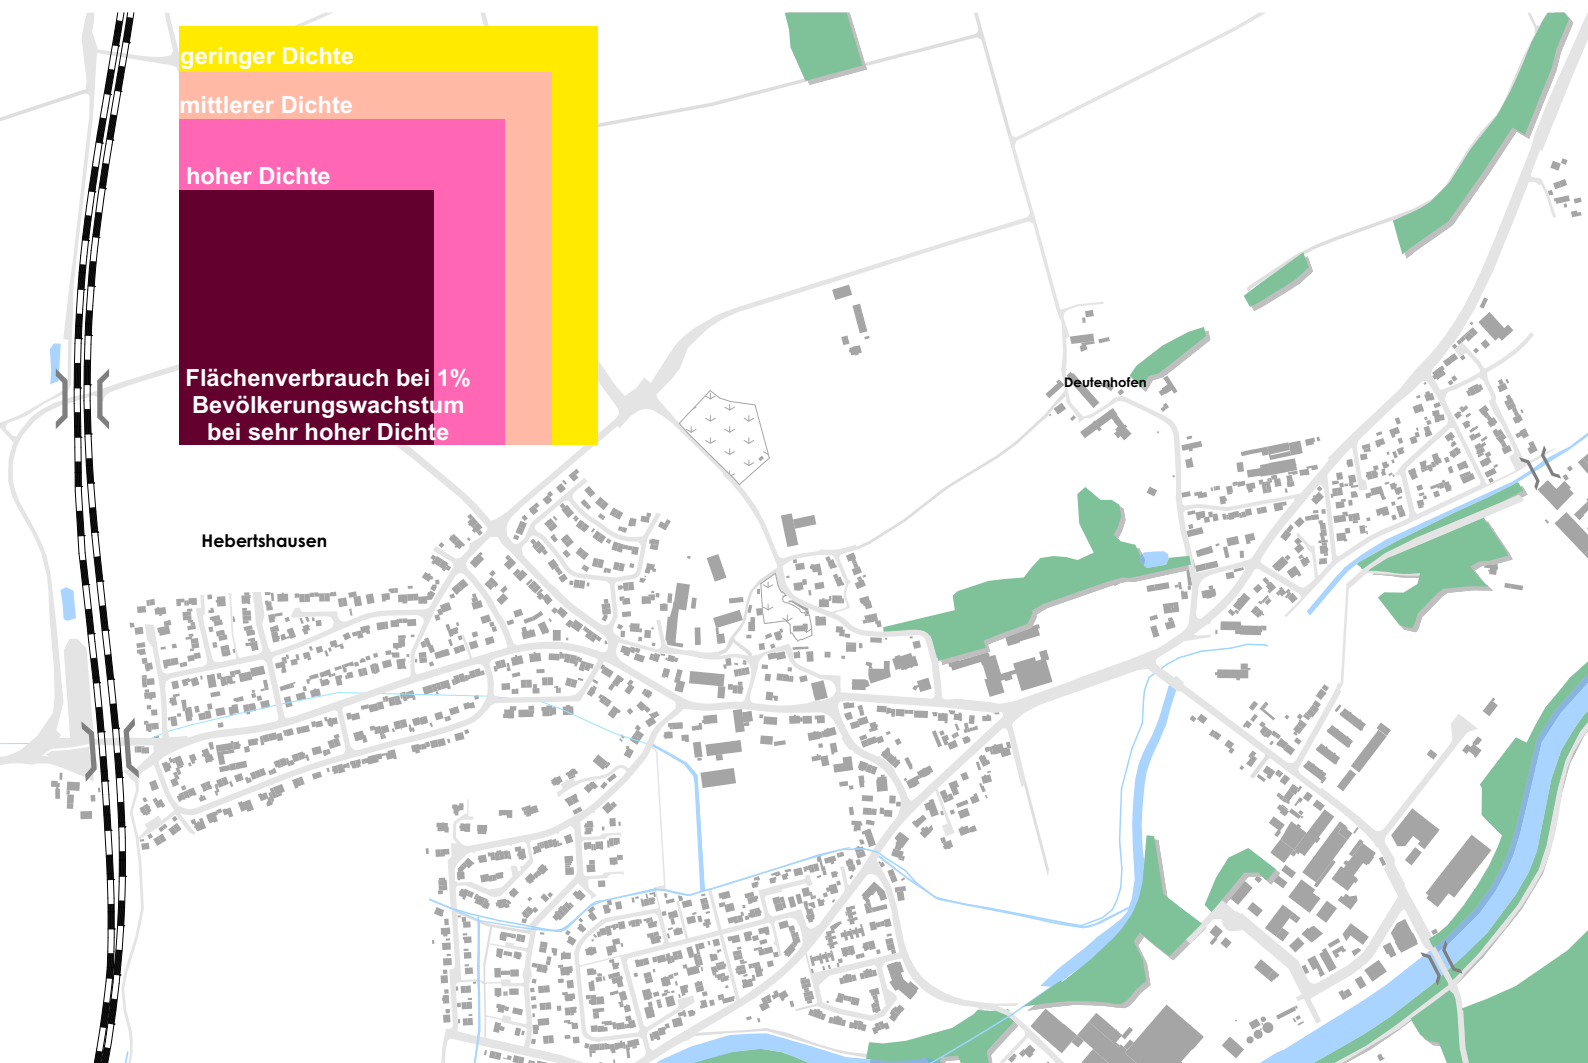 geringer Dichte
mittlerer Dichte
hoher Dichte
Flächenverbrauch bei 1%
Bevölkerungswachstum
bei sehr hoher Dichte
Deutenhofen
Hebertshausen